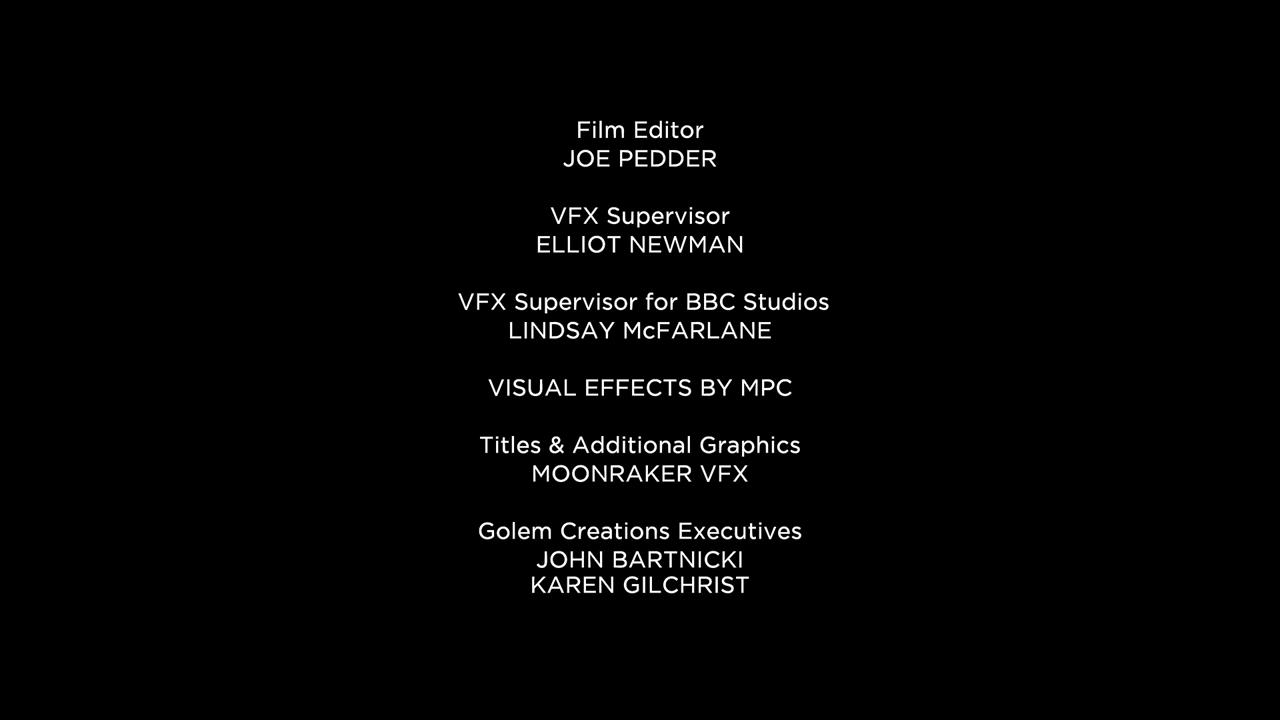 Film Editor
JOE PEDDER
VFX Supervisor
ELLIOT NEWMAN
VFX Supervisor for BBC Studios
LINDSAY McFARLANE
VISUAL EFFECTS BY MPC
Titles & Additional Graphics
MOONRAKER VFX
Golem Creations Executives
JOHN BARTNICKI
KAREN GILCHRIST